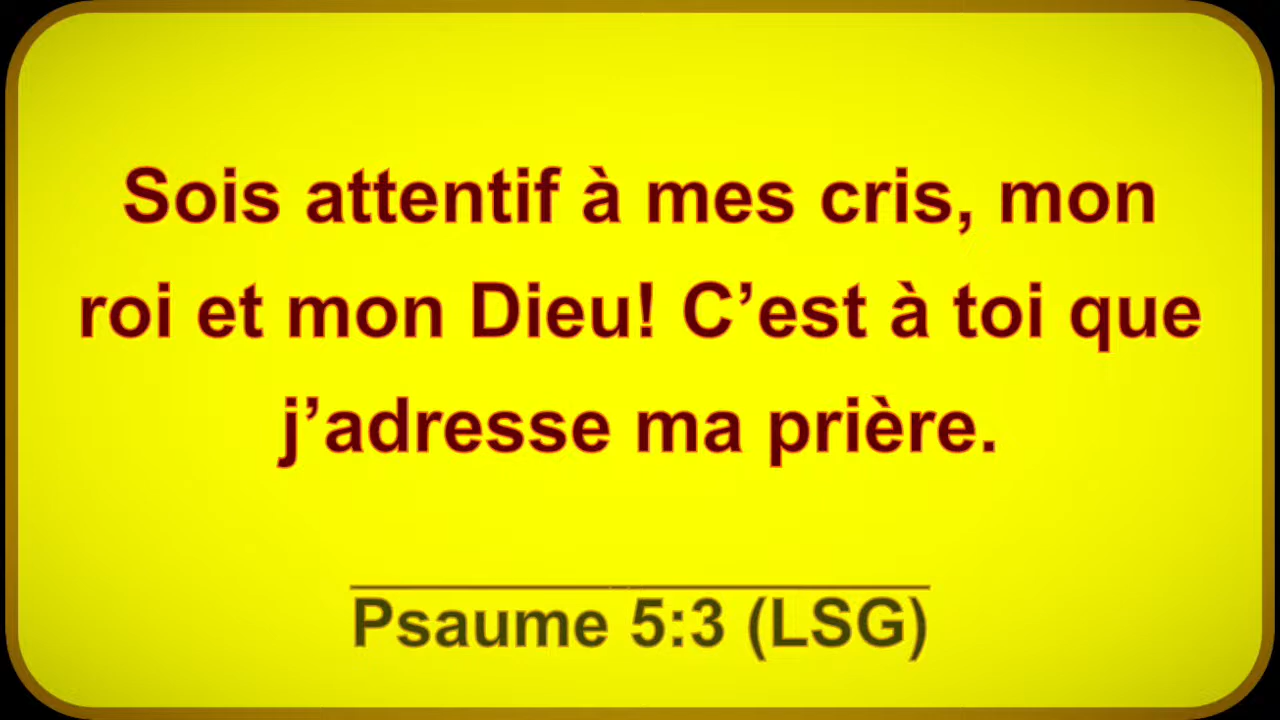 Sois attentif à mes cris, mon
roi et mon Dieu! C’est à toi que
j’adresse ma prière.
Psaume 5:3 (LSG)